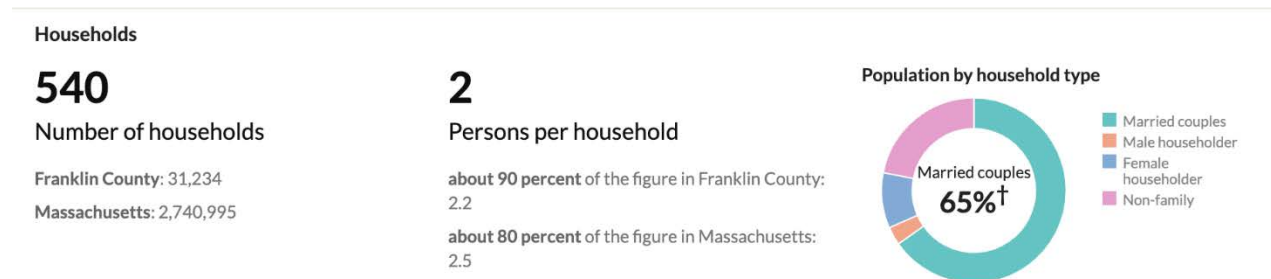 Households
540
Number of households
Franklin County: 31,234
Massachusetts: 2,740,995
2
Persons per household
about 90 percent of the figure in Franklin County:
2.2
about 80 percent of the figure in Massachusetts:
2.5
Population by household type
Married couples
65%†
Married couples
Male householder
Female
householder
Non-family